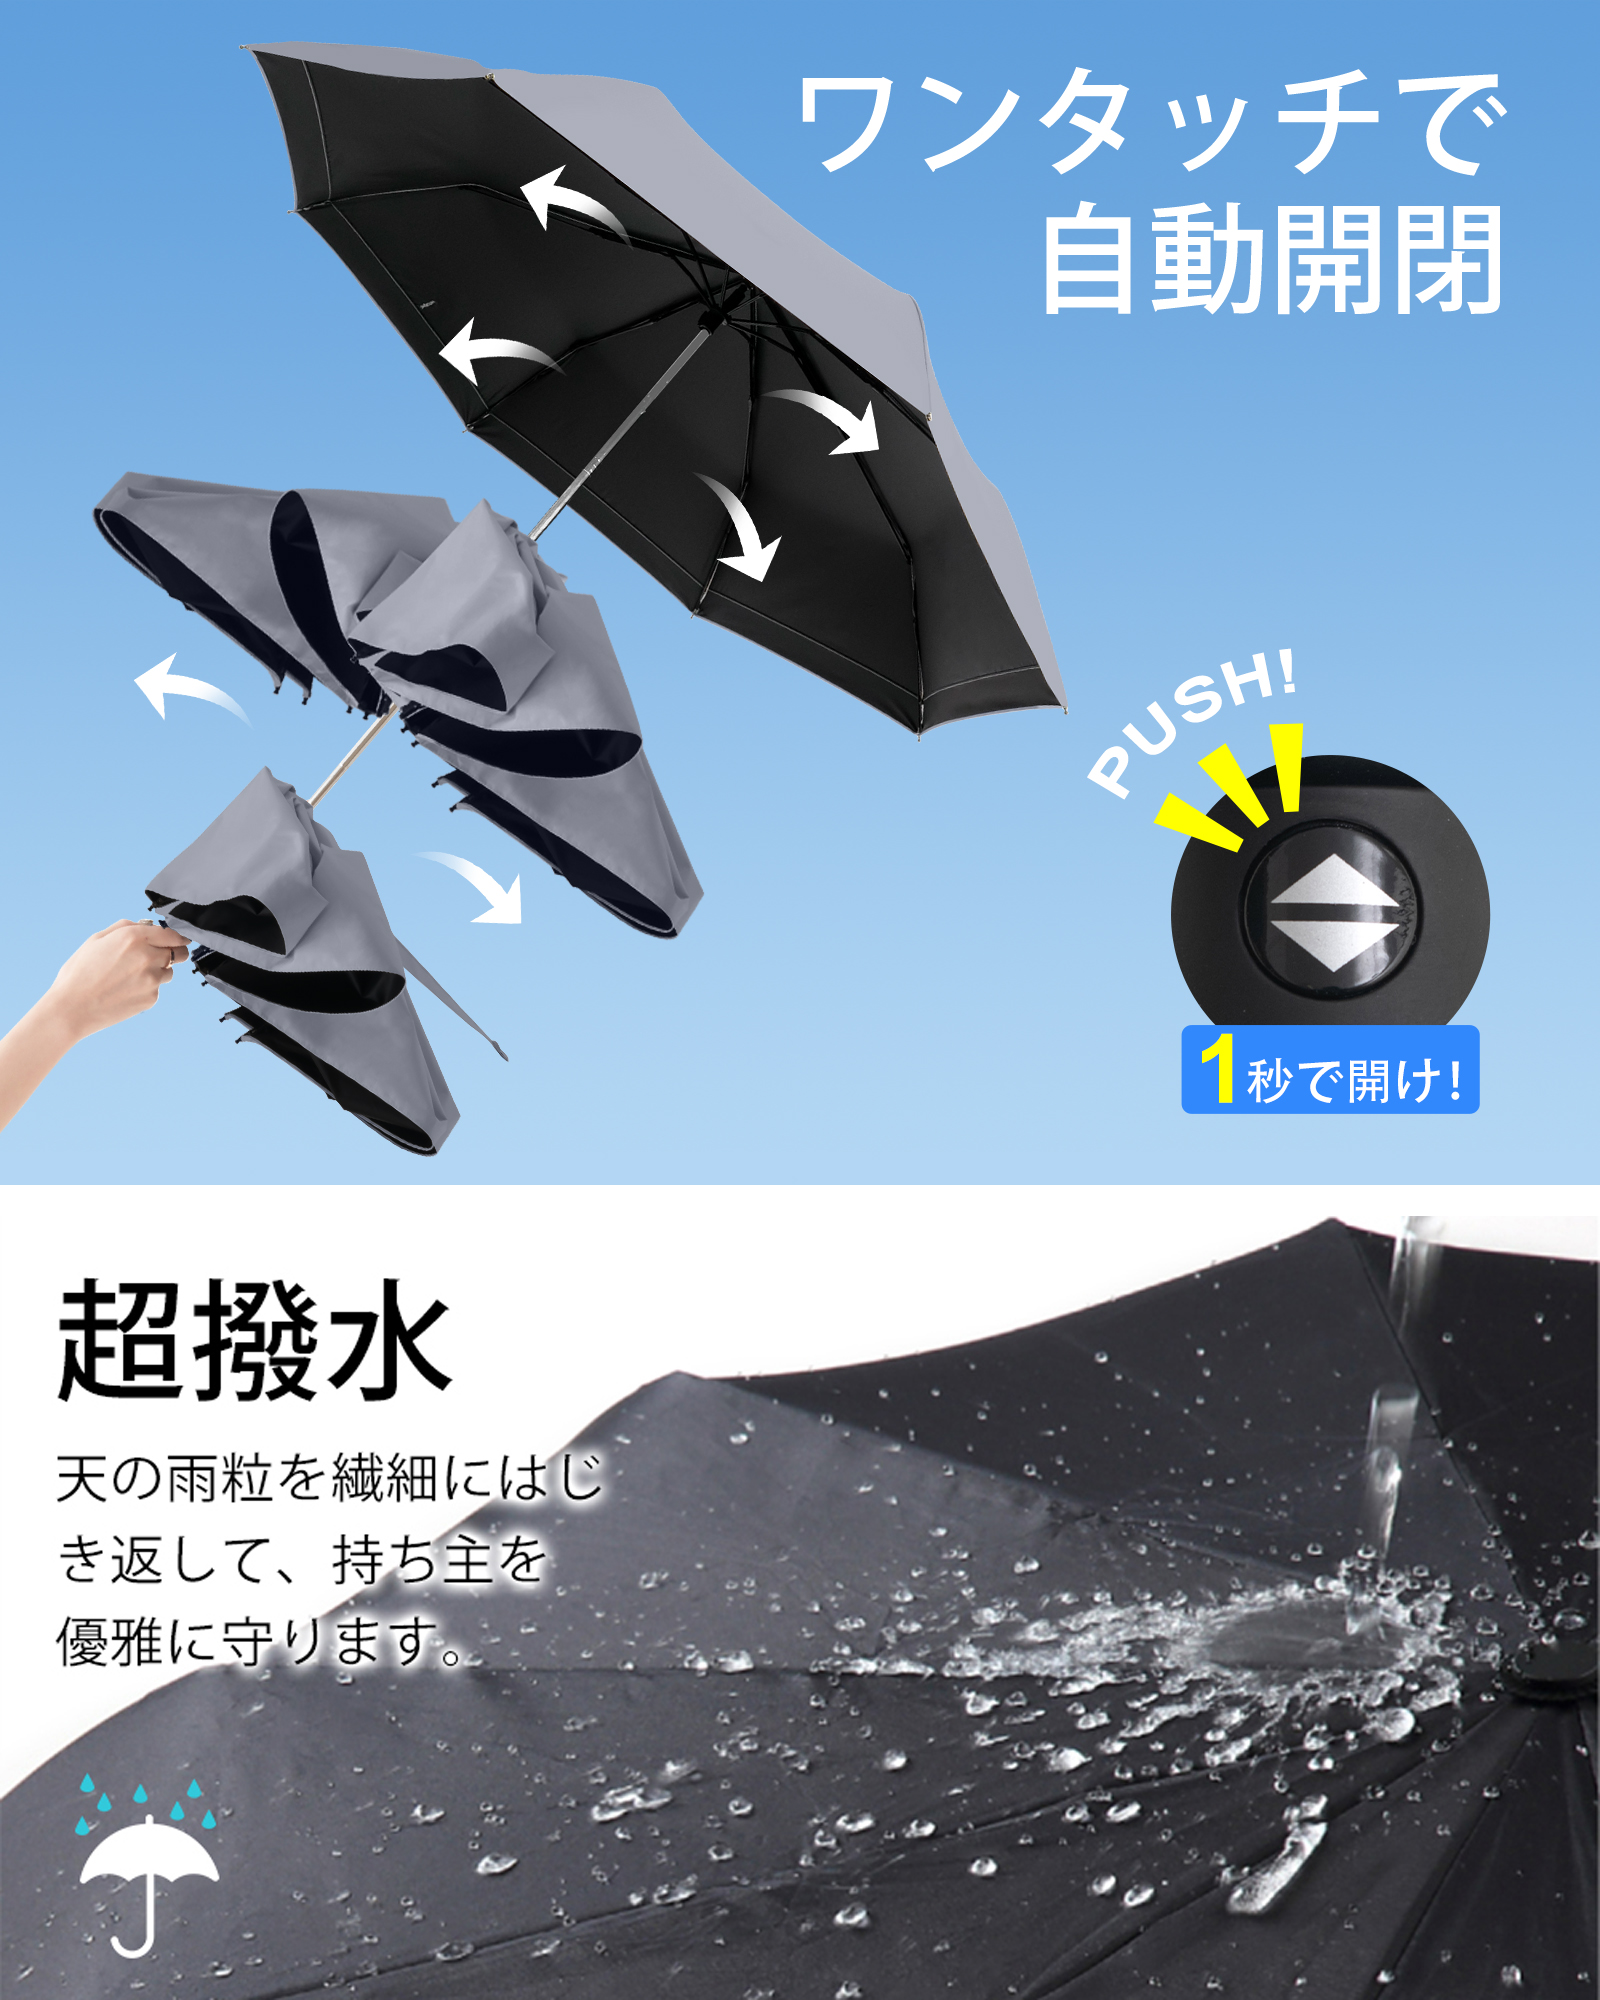 ワンタッチで
自動開閉
PUSH!
1秒で開け!
超撥水
天の雨粒を繊細にはじ
き返して、持ち主を
優雅に守ります。